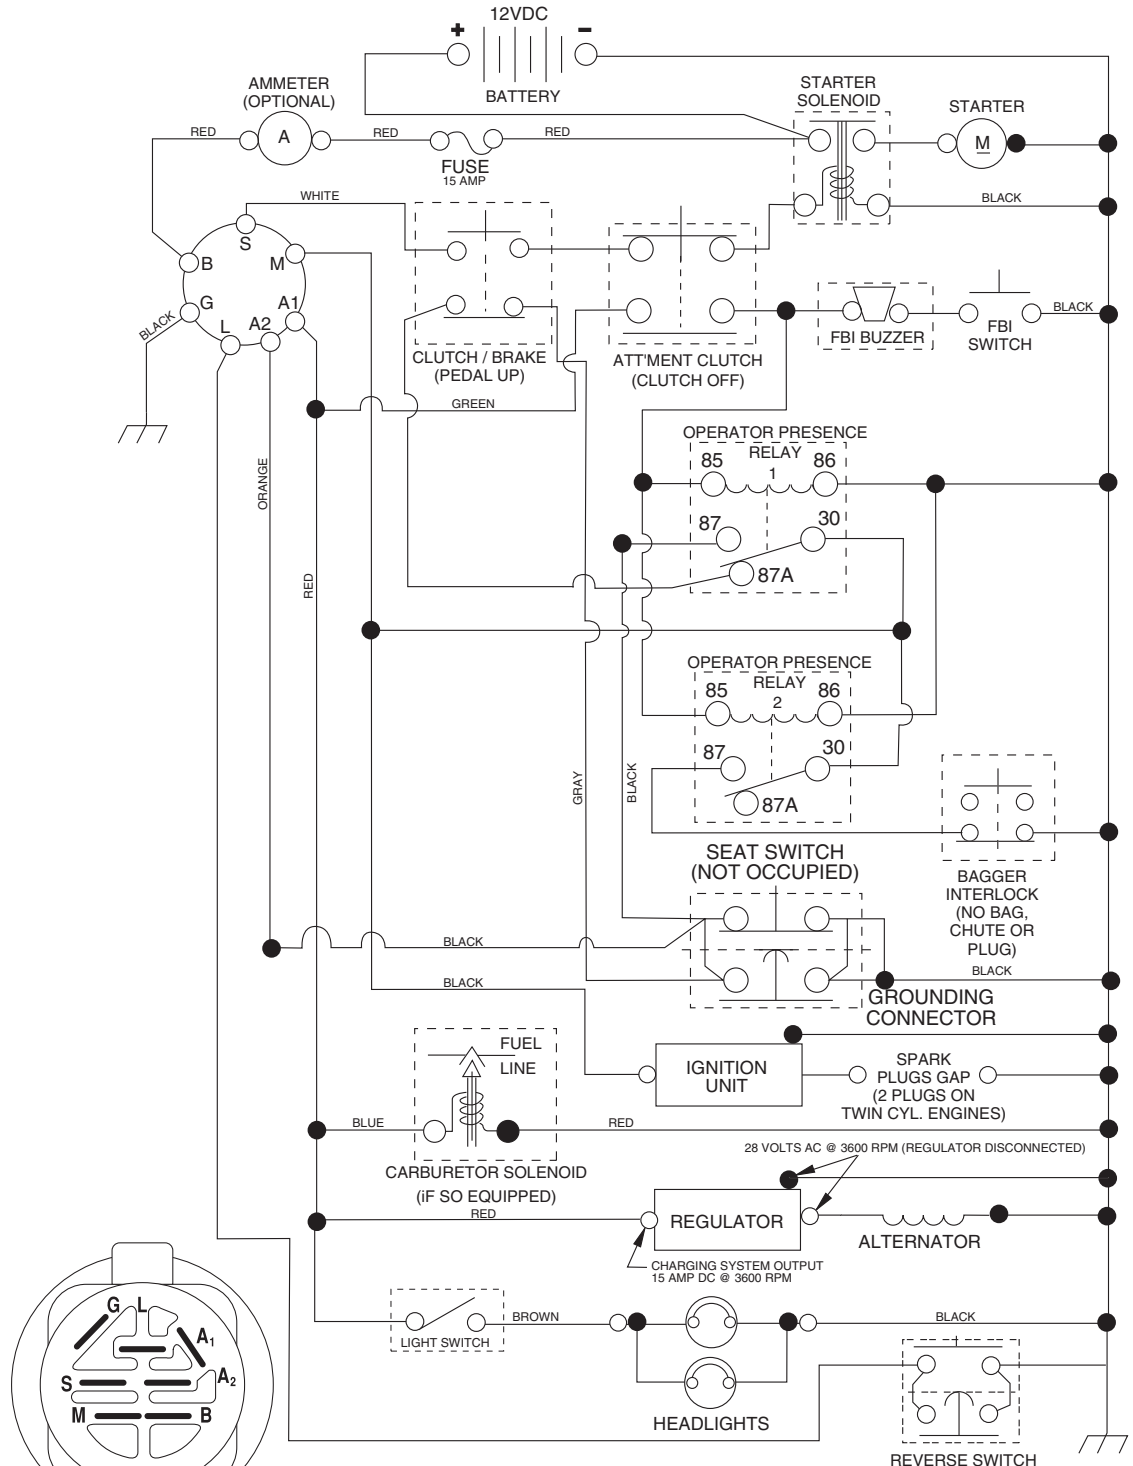 12VDC
+
-
BATTERY
AMMETER
(OPTIONAL)
STARTER
SOLENOID
STARTER
RED
A
RED
RED
M
FUSE
15 AMP
WHITE
BLACK
S
B
M
G
A1
L
A2
BLACK
FBI BUZZER
FBI
SWITCH
BLACK
CLUTCH / BRAKE
(PEDAL UP)
ATT'MENT CLUTCH
(CLUTCH OFF)
GREEN
OPERATOR PRESENCE
RELAY
1
85
86
87
30
87A
ORANGE
RED
OPERATOR PRESENCE
RELAY
2
85
86
87
30
87A
GRAY
BLACK
SEAT SWITCH
(NOT OCCUPIED)
BAGGER
INTERLOCK
(NO BAG,
CHUTE OR
PLUG)
BLACK
BLACK
BLACK
GROUNDING
CONNECTOR
FUEL
LINE
IGNITION
UNIT
SPARK
PLUGS GAP
(2 PLUGS ON
TWIN CYL. ENGINES)
BLUE
RED
CARBURETOR SOLENOID
(iF SO EQUIPPED)
28 VOLTS AC @ 3600 RPM (REGULATOR DISCONNECTED)
RED
REGULATOR
ALTERNATOR
CHARGING SYSTEM OUTPUT
15 AMP DC @ 3600 RPM
LIGHT SWITCH
BROWN
BLACK
HEADLIGHTS
REVERSE SWITCH
G
L
A1
S
A2
M
B